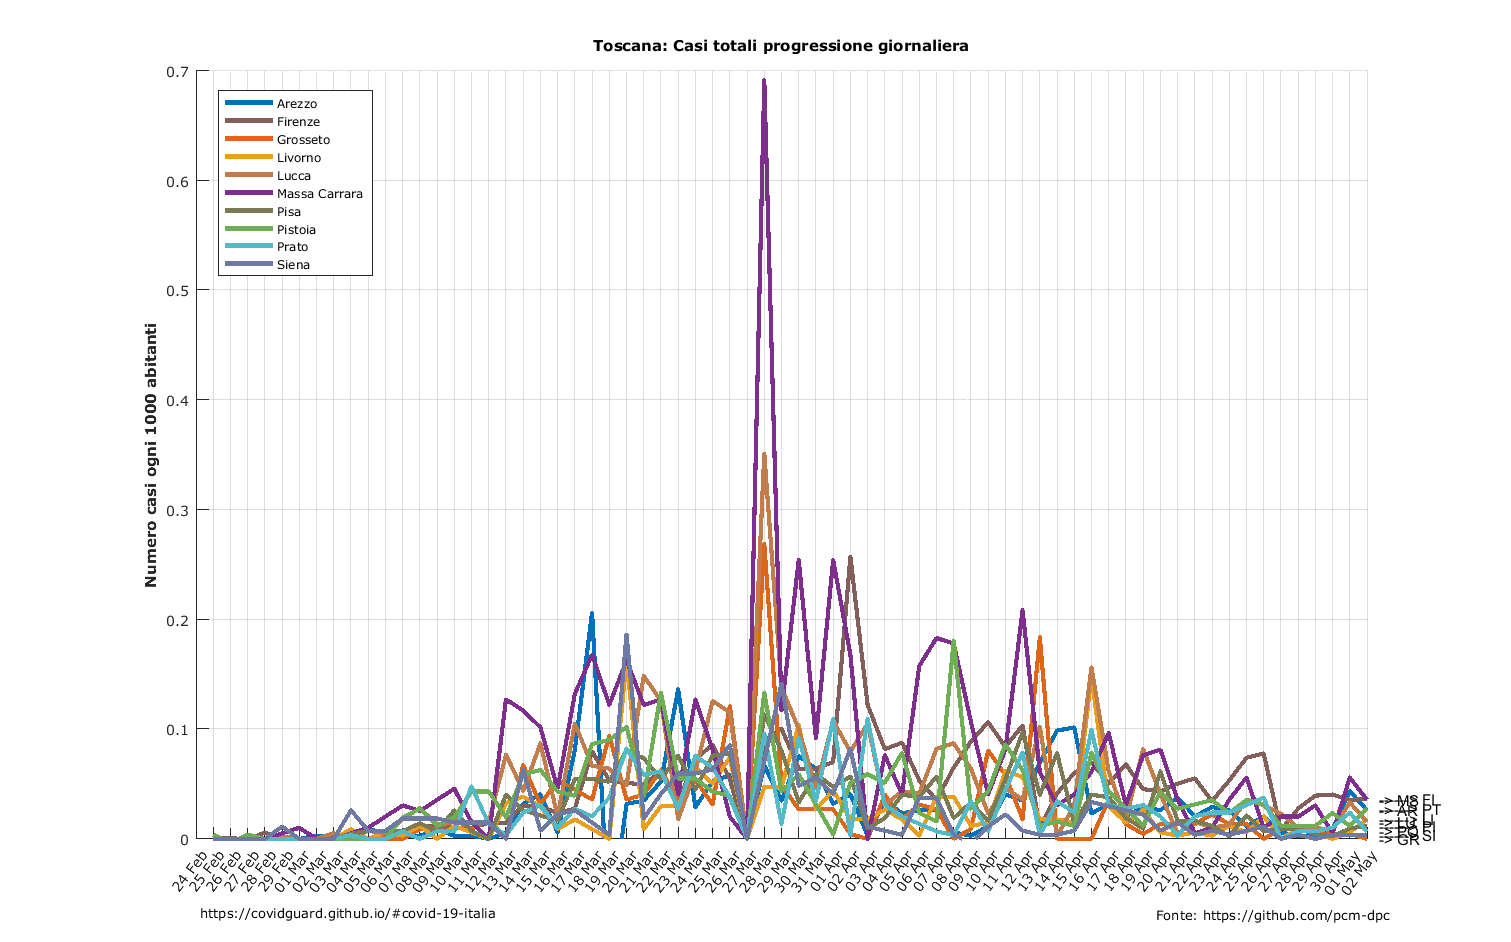 Toscana: Casi totali progressione giornaliera
Numero casi ogni 1000 abitanti
0.7
0.6
0.5
0.4
0.3
0.2
0.1
0
Arezzo
Firenze
Grosseto
Livorno
Lucca
Massa Carrara
Pisa
Pistoia
Prato
Siena
24 Feb
25 Feb
26 Feb
27 Feb
28 Feb
29 Feb
01 Mar
02 Mar
03 Mar
04 Mar
05 Mar
06 Mar
07 Mar
08 Mar
09 Mar
10 Mar
11 Mar
12 Mar
13 Mar
14 Mar
15 Mar
16 Mar
17 Mar
18 Mar
19 Mar
20 Mar
21 Mar
22 Mar
23 Mar
24 Mar
25 Mar
26 Mar
27 Mar
28 Mar
29 Mar
30 Mar
31 Mar
01 Apr
02 Apr
03 Apr
04 Apr
05 Apr
06 Apr
07 Apr
08 Apr
09 Apr
10 Apr
11 Apr
12 Apr
13 Apr
14 Apr
15 Apr
16 Apr
17 Apr
18 Apr
19 Apr
20 Apr
21 Apr
22 Apr
23 Apr
24 Apr
25 Apr
26 Apr
27 Apr
28 Apr
29 Apr
30 Apr
01 May
02 May
--> MS FI
--> AR PT
--> GR
https://covidguard.github.io/#covid-19-italia
Fonte: https://github.com/pcm-dpc